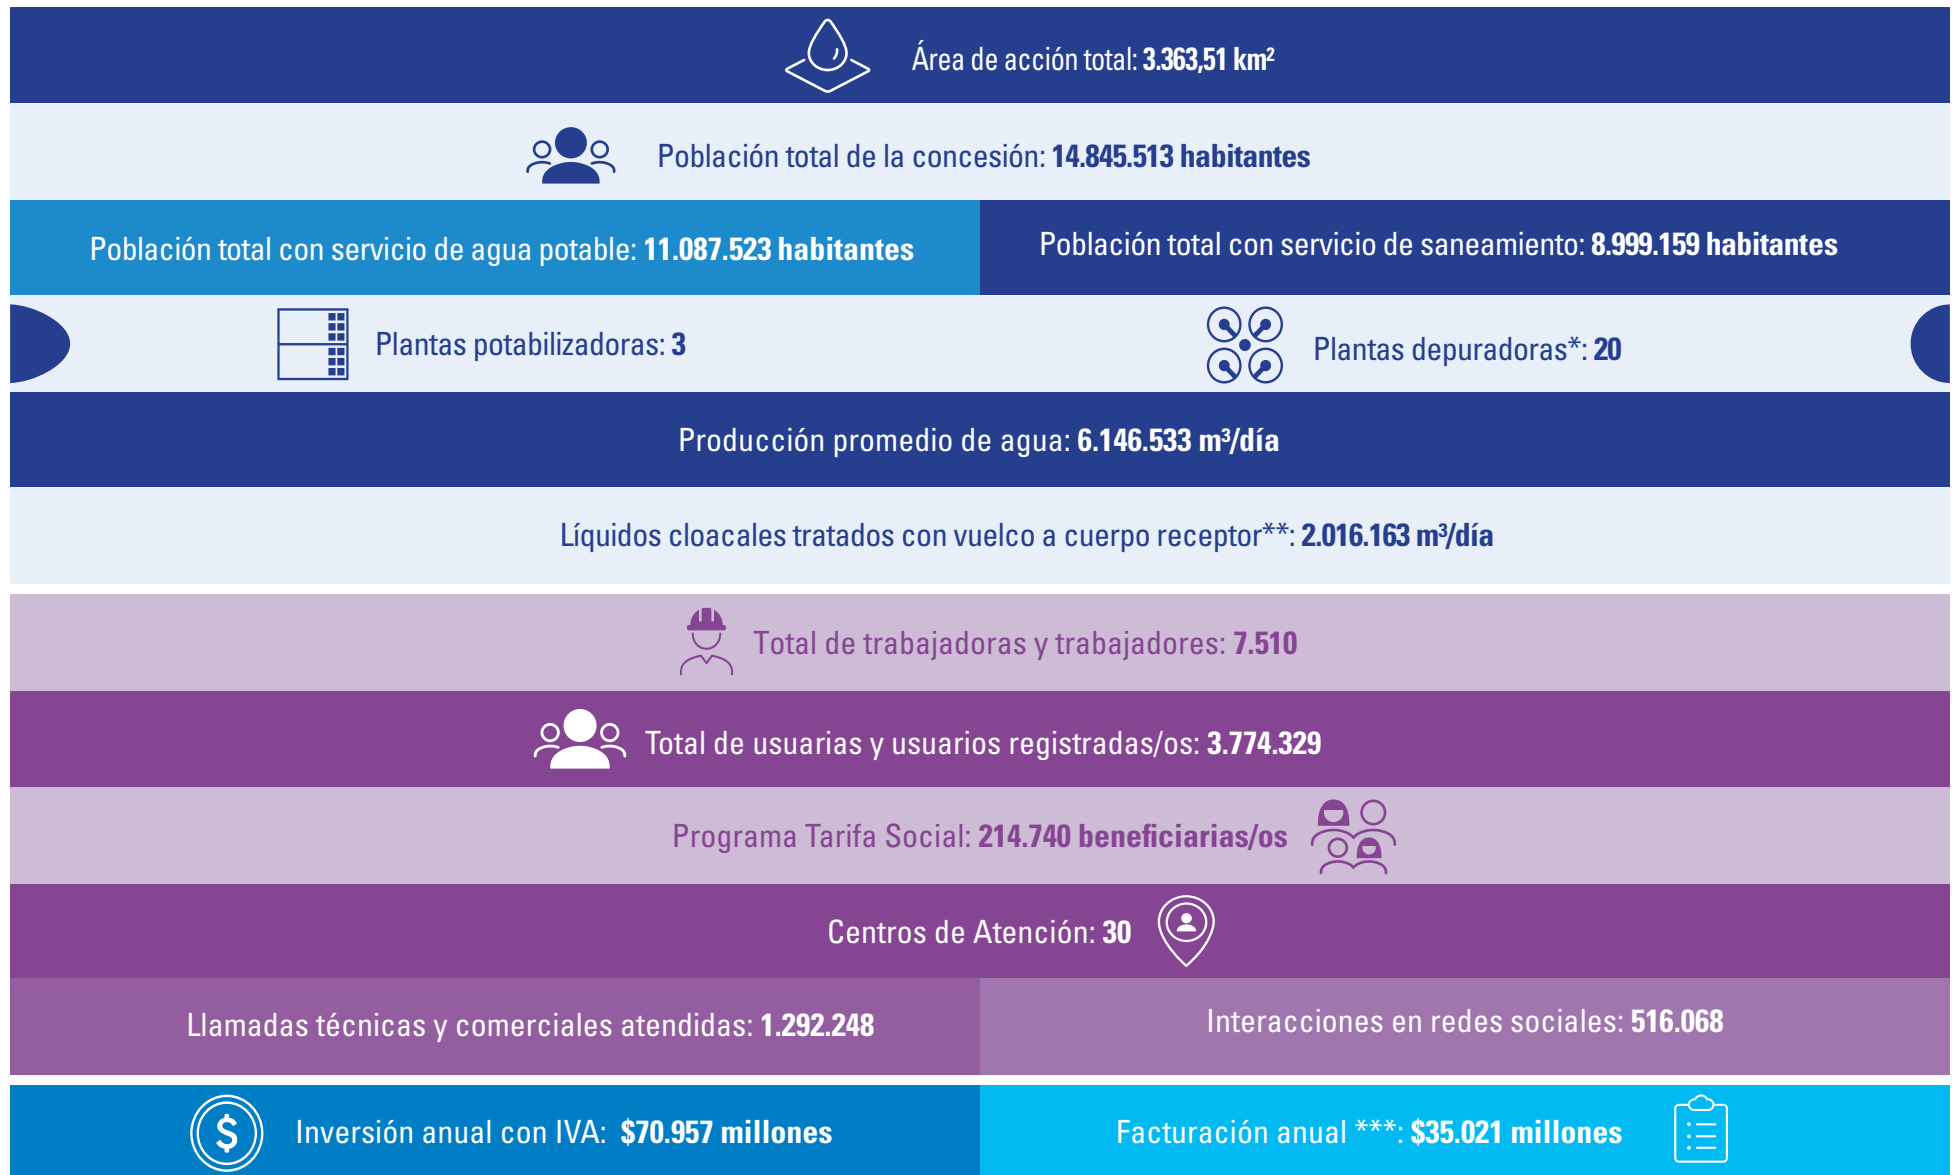 Área de acción total: 3.363,51 km²
Población total de la concesión: 14.845.513 habitantes
Población total con servicio de agua potable: 11.087.523 habitantes
Población total con servicio de saneamiento: 8.999.159 habitantes
Plantas potabilizadoras: 3
Plantas depuradoras*: 20
Producción promedio de agua: 6.146.533 m³/día
Líquidos cloacales tratados con vuelco a cuerpo receptor**: 2.016.163 m³/día
Total de trabajadoras y trabajadores: 7.510
Total de usuarias y usuarios registradas/os: 3.774.329
Programa Tarifa Social: 214.740 beneficiarias/os
Centros de Atención: 30
Llamadas técnicas y comerciales atendidas: 1.292.248
Interacciones en redes sociales: 516.068
$ Inversión anual con IVA: $70.957 millones
Facturación anual ***: $35.021 millones